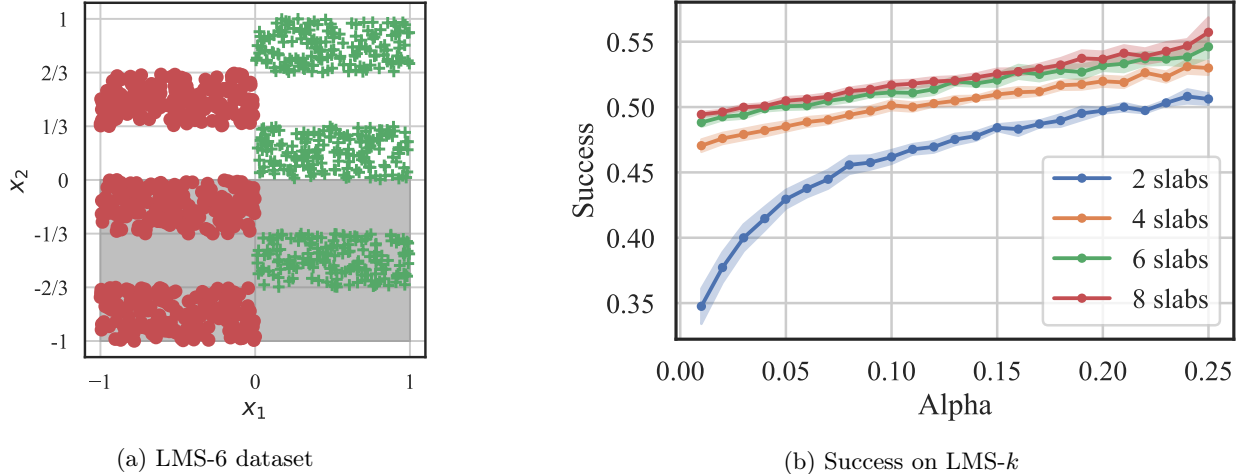 1
2/3
1/3
0
-1/3
-2/3
-1
x2
−1
0
1
x1
(a) LMS-6 dataset
0.55
0.50
0.45
0.40
0.35
Success
2 slabs
4 slabs
6 slabs
8 slabs
0.00 0.05 0.10 0.15 0.20 0.25
Alpha
(b) Success on LMS-k